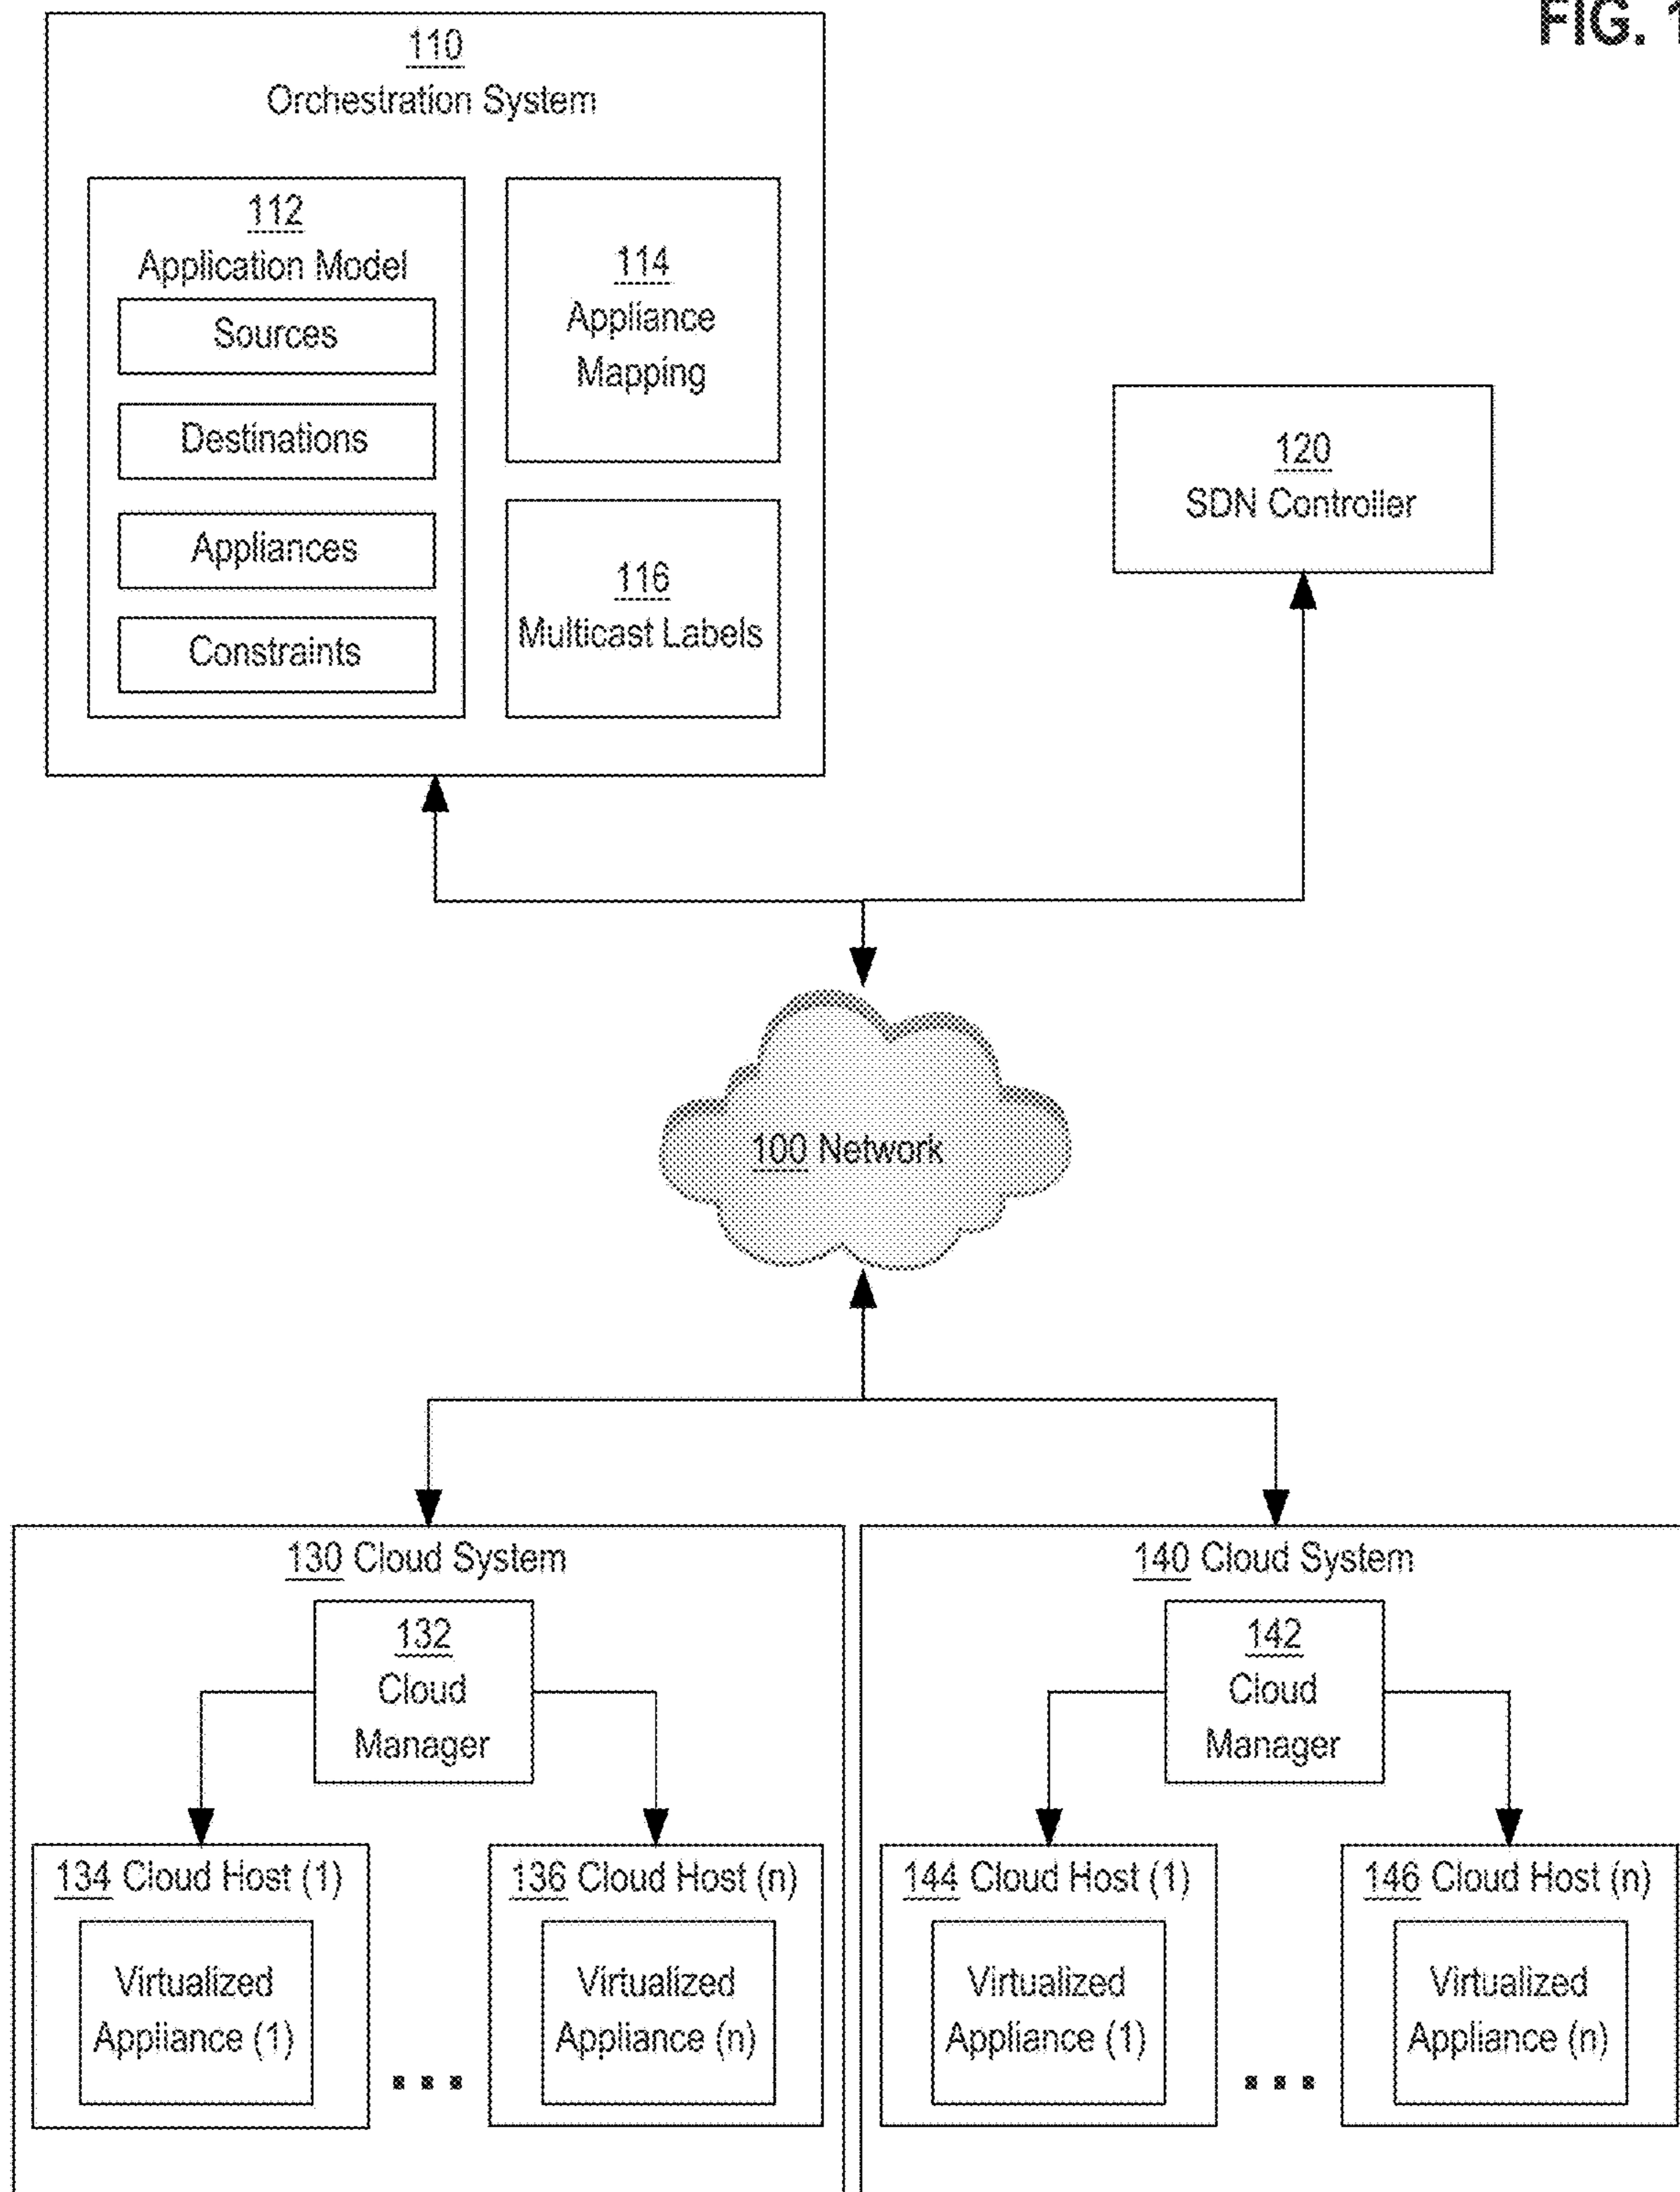 FIG. 1
110
Orchestration System
112
Application Model
Sources
Destinations
Appliances
Constraints
114
Appliance
Mapping
116
Multicast Labels
120
SDN Controller
100 Network
130 Cloud System
132
Cloud
Manager
134 Cloud Host (1)
Virtualized
Appliance (1)
...
136 Cloud Host (n)
Virtualized
Appliance (n)
140 Cloud System
142
Cloud
Manager
144 Cloud Host (1)
Virtualized
Appliance (1)
...
146 Cloud Host (n)
Virtualized
Appliance (n)